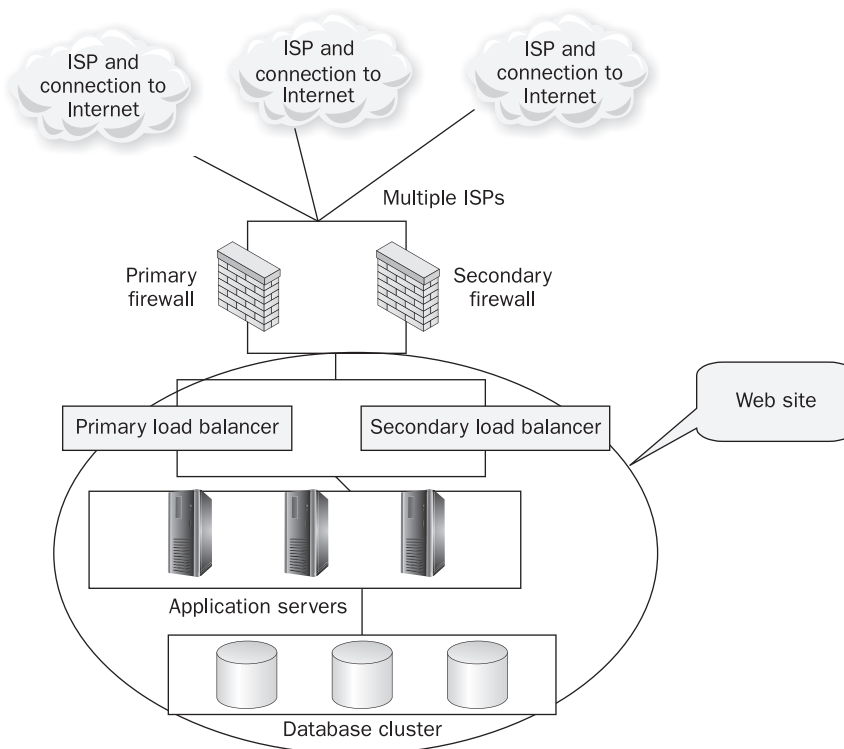 ISP and
connection to
Internet
ISP and
connection to
Internet
ISP and
connection to
Internet
Multiple ISPs
Primary
firewall
Secondary
firewall
Web site
Primary load balancer
Secondary load balancer
Application servers
Database cluster